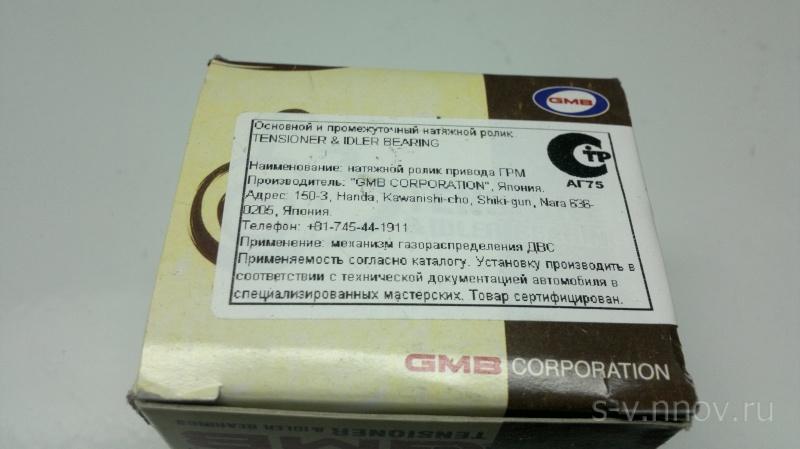 GMB
Основной и промежуточный натяжной ролик
TENSIONER & IDLER BEARING
Наименование: натяжной ролик привода ГРМ
Производитель: "GMB CORPORATION", Япония.
Адрес: 150-3, Handa, Kawanishi-cho, Shiki-gun, Nara 636-
0205, Япония.
Телефон: +81-745-44-1911
Применение: механизм газораспределения ДВС
Применяемость согласно каталогу. Установку производить в
соответствии с технической документацией автомобиля в
специализированных мастерских. Товар сертифицирован.
СТР
АГ75
GMB CORPORATION
s-v.nnov.ru
TENSIONER & IDLER BEARINGS
GMB